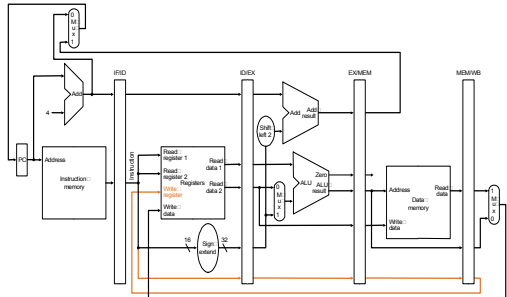 0
M
u
x
1
IF/ID
ID/EX
EX/MEM
MEM/WB
Add
4
Add
Add
result
Shift
left 2
PC
Address
Instruction
memory
Instruction
Read
register 1
Read
register 2
Write
register
Write
data
Registers
Read
data 1
Read
data 2
0
M
u
x
1
Zero
ALU
ALU
result
Address
Write
data
Data
memory
Read
data
1
M
u
x
0
16
Sign
extend
32